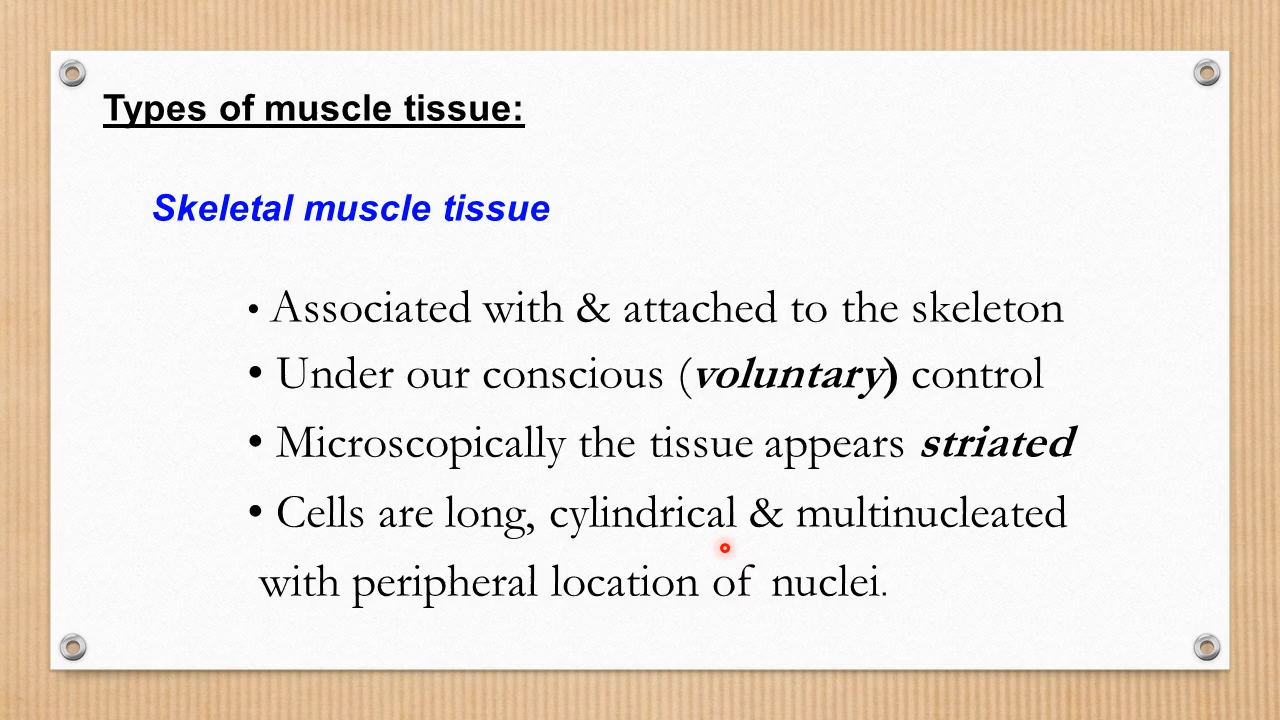 Types of muscle tissue:
Skeletal muscle tissue
• Associated with & attached to the skeleton
• Under our conscious (voluntary) control
• Microscopically the tissue appears striated
• Cells are long, cylindrical & multinucleated
with peripheral location of nuclei.